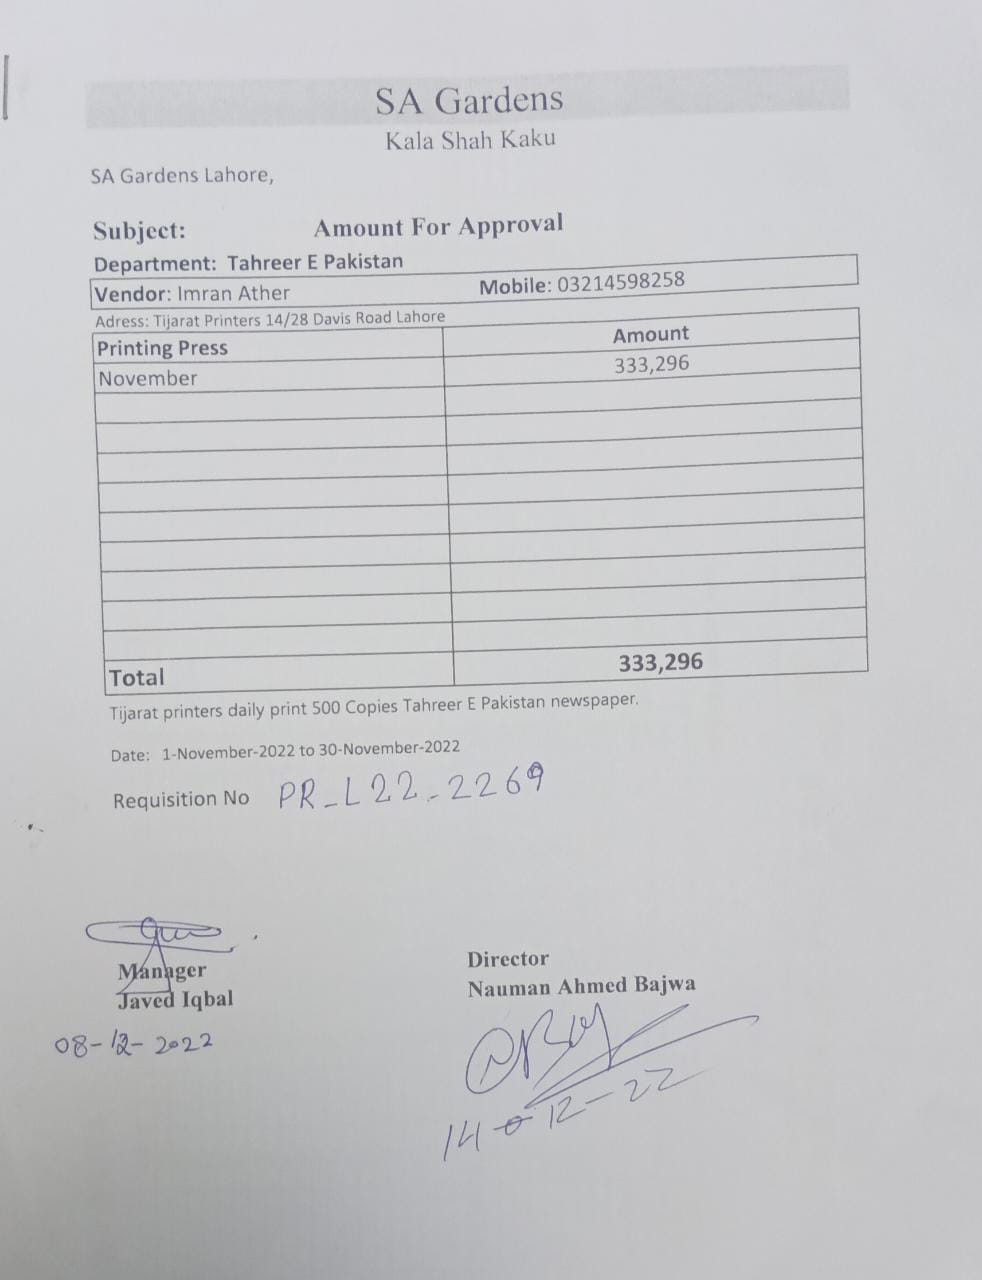 SA Gardens
Kala Shah Kaku
SA Gardens Lahore,
Subject: Amount For Approval
Department: Tahreer E Pakistan
Vendor: Imran Ather Mobile: 03214598258
Adress: Tijarat Printers 14/28 Davis Road Lahore
Printing Press Amount
November 333,296
Total 333,296
Tijarat printers daily print 500 Copies Tahreer E Pakistan newspaper.
Date: 1-November-2022 to 30-November-2022
Requisition No PR-L22-2269
Manager
Javed Iqbal
08-12-2022
Director
Nauman Ahmed Bajwa
14-12-22